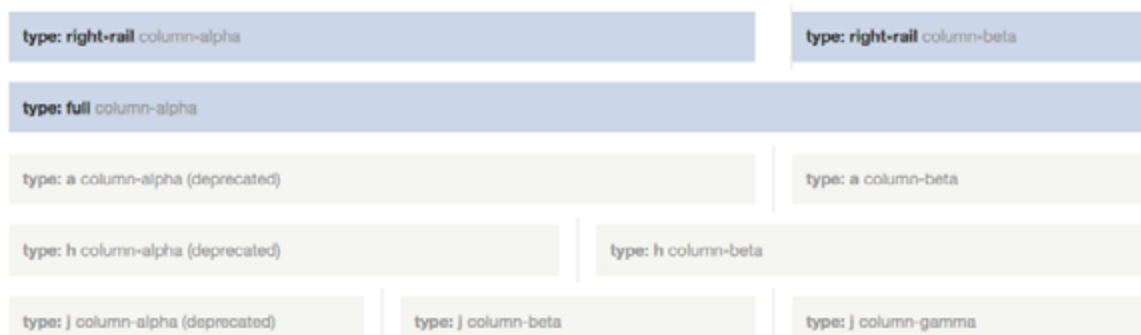 type: right-rail column-alpha type: right-rail column-beta
type: full column-alpha
type: a column-alpha (deprecated) type: a column-beta
type: h column-alpha (deprecated) type: h column-beta
type: j column-alpha (deprecated) type: j column-beta type: j column-gamma